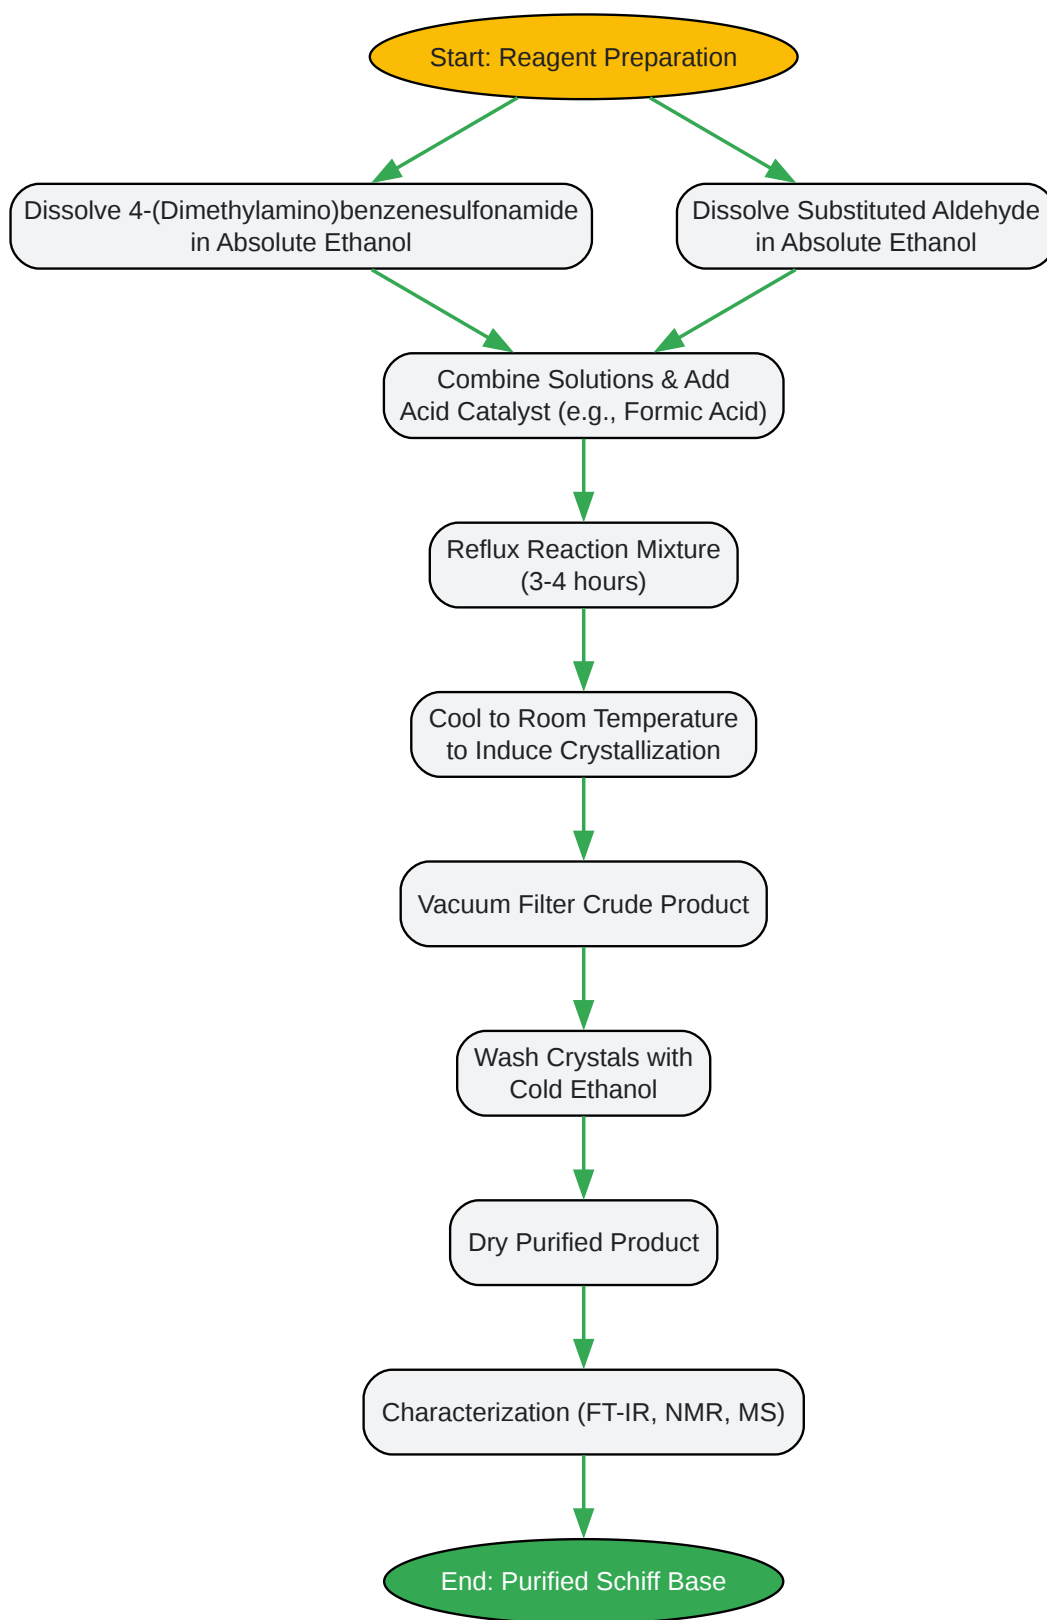 Start: Reagent Preparation
Dissolve 4-(Dimethylamino)benzenesulfonamide
in Absolute Ethanol
Dissolve Substituted Aldehyde
in Absolute Ethanol
Combine Solutions & Add
Acid Catalyst (e.g., Formic Acid)
Reflux Reaction Mixture
(3-4 hours)
Cool to Room Temperature
to Induce Crystallization
Vacuum Filter Crude Product
Wash Crystals with
Cold Ethanol
Dry Purified Product
Characterization (FT-IR, NMR, MS)
End: Purified Schiff Base